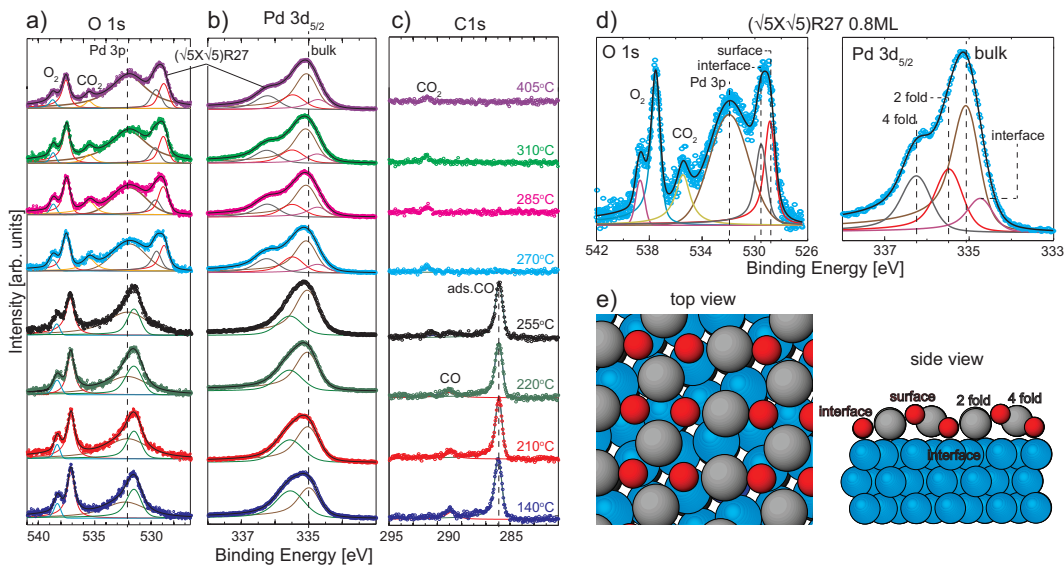 a) O 1s
b) Pd 3d5/2
c) C1s
Pd 3p
(√5X√5)R27
bulk
O2
CO2
CO2
405°C
310°C
285°C
270°C
ads.CO
255°C
CO
220°C
210°C
140°C
Intensity [arb. units]
540 535 530
337 335
295 290 285
Binding Energy [eV]
d)
(√5X√5)R27 0.8ML
O 1s
surface
interface
Pd 3p
O2
CO2
542 538 534 530 526
Binding Energy [eV]
Pd 3d5/2
bulk
2 fold
4 fold
interface
337 335 333
Binding Energy [eV]
e)
top view
side view
interface
surface
2 fold
4 fold
interface